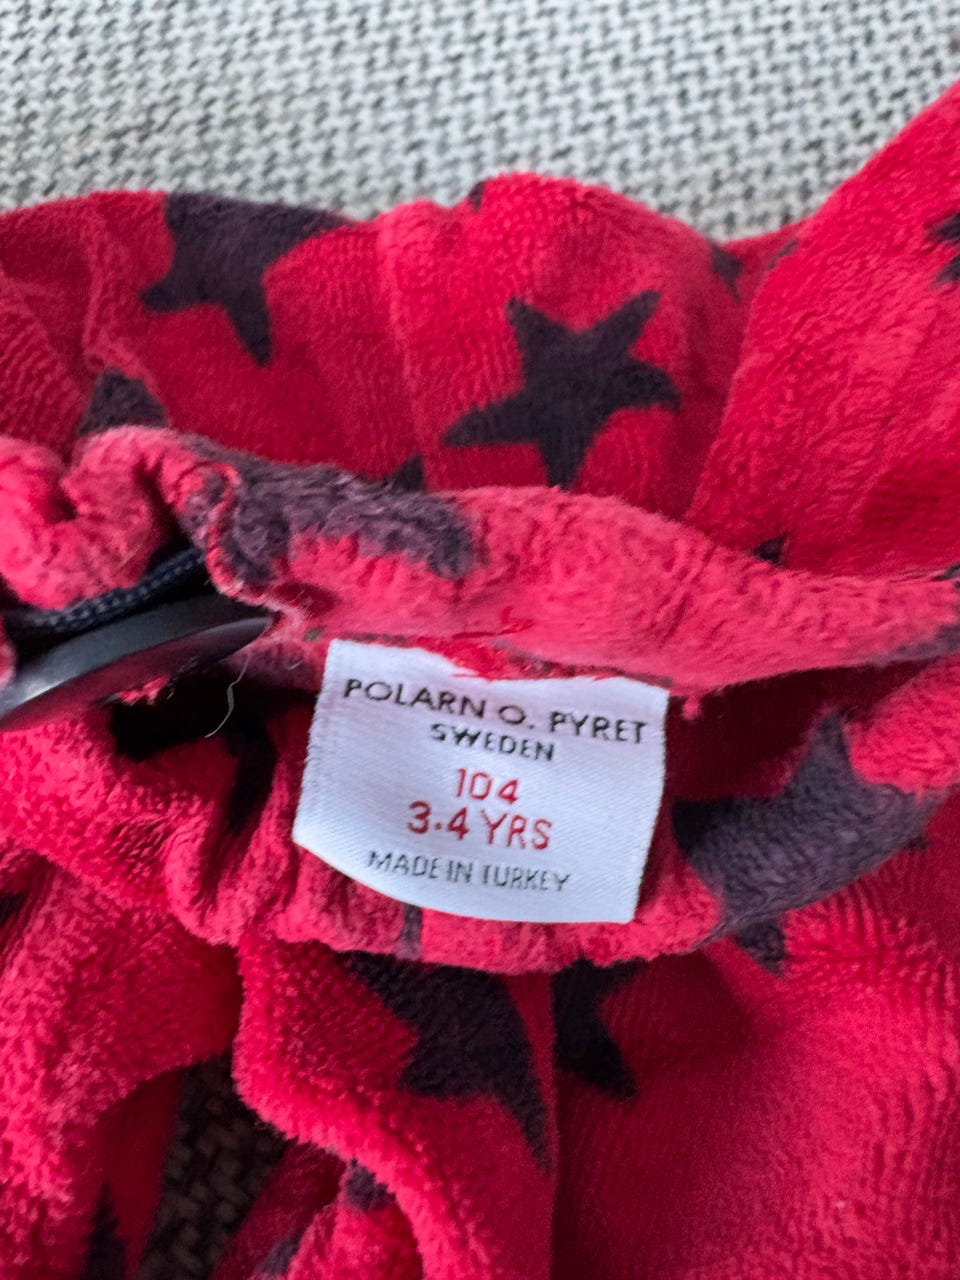 POLARN O. PYRET
SWEDEN
104
3-4 YRS
MADE IN TURKEY